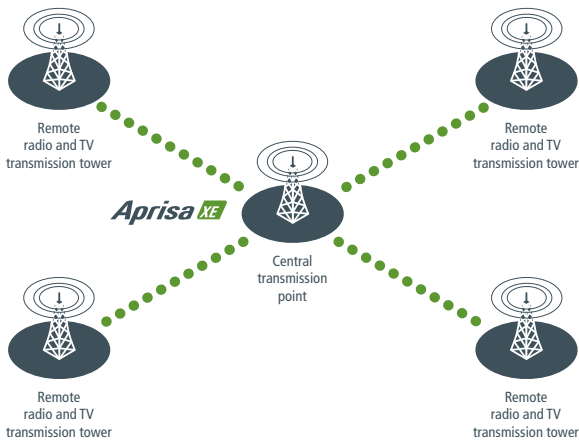 Remote
radio and TV
transmission tower
Remote
radio and TV
transmission tower
Aprisa XE
Central
transmission
point
Remote
radio and TV
transmission tower
Remote
radio and TV
transmission tower